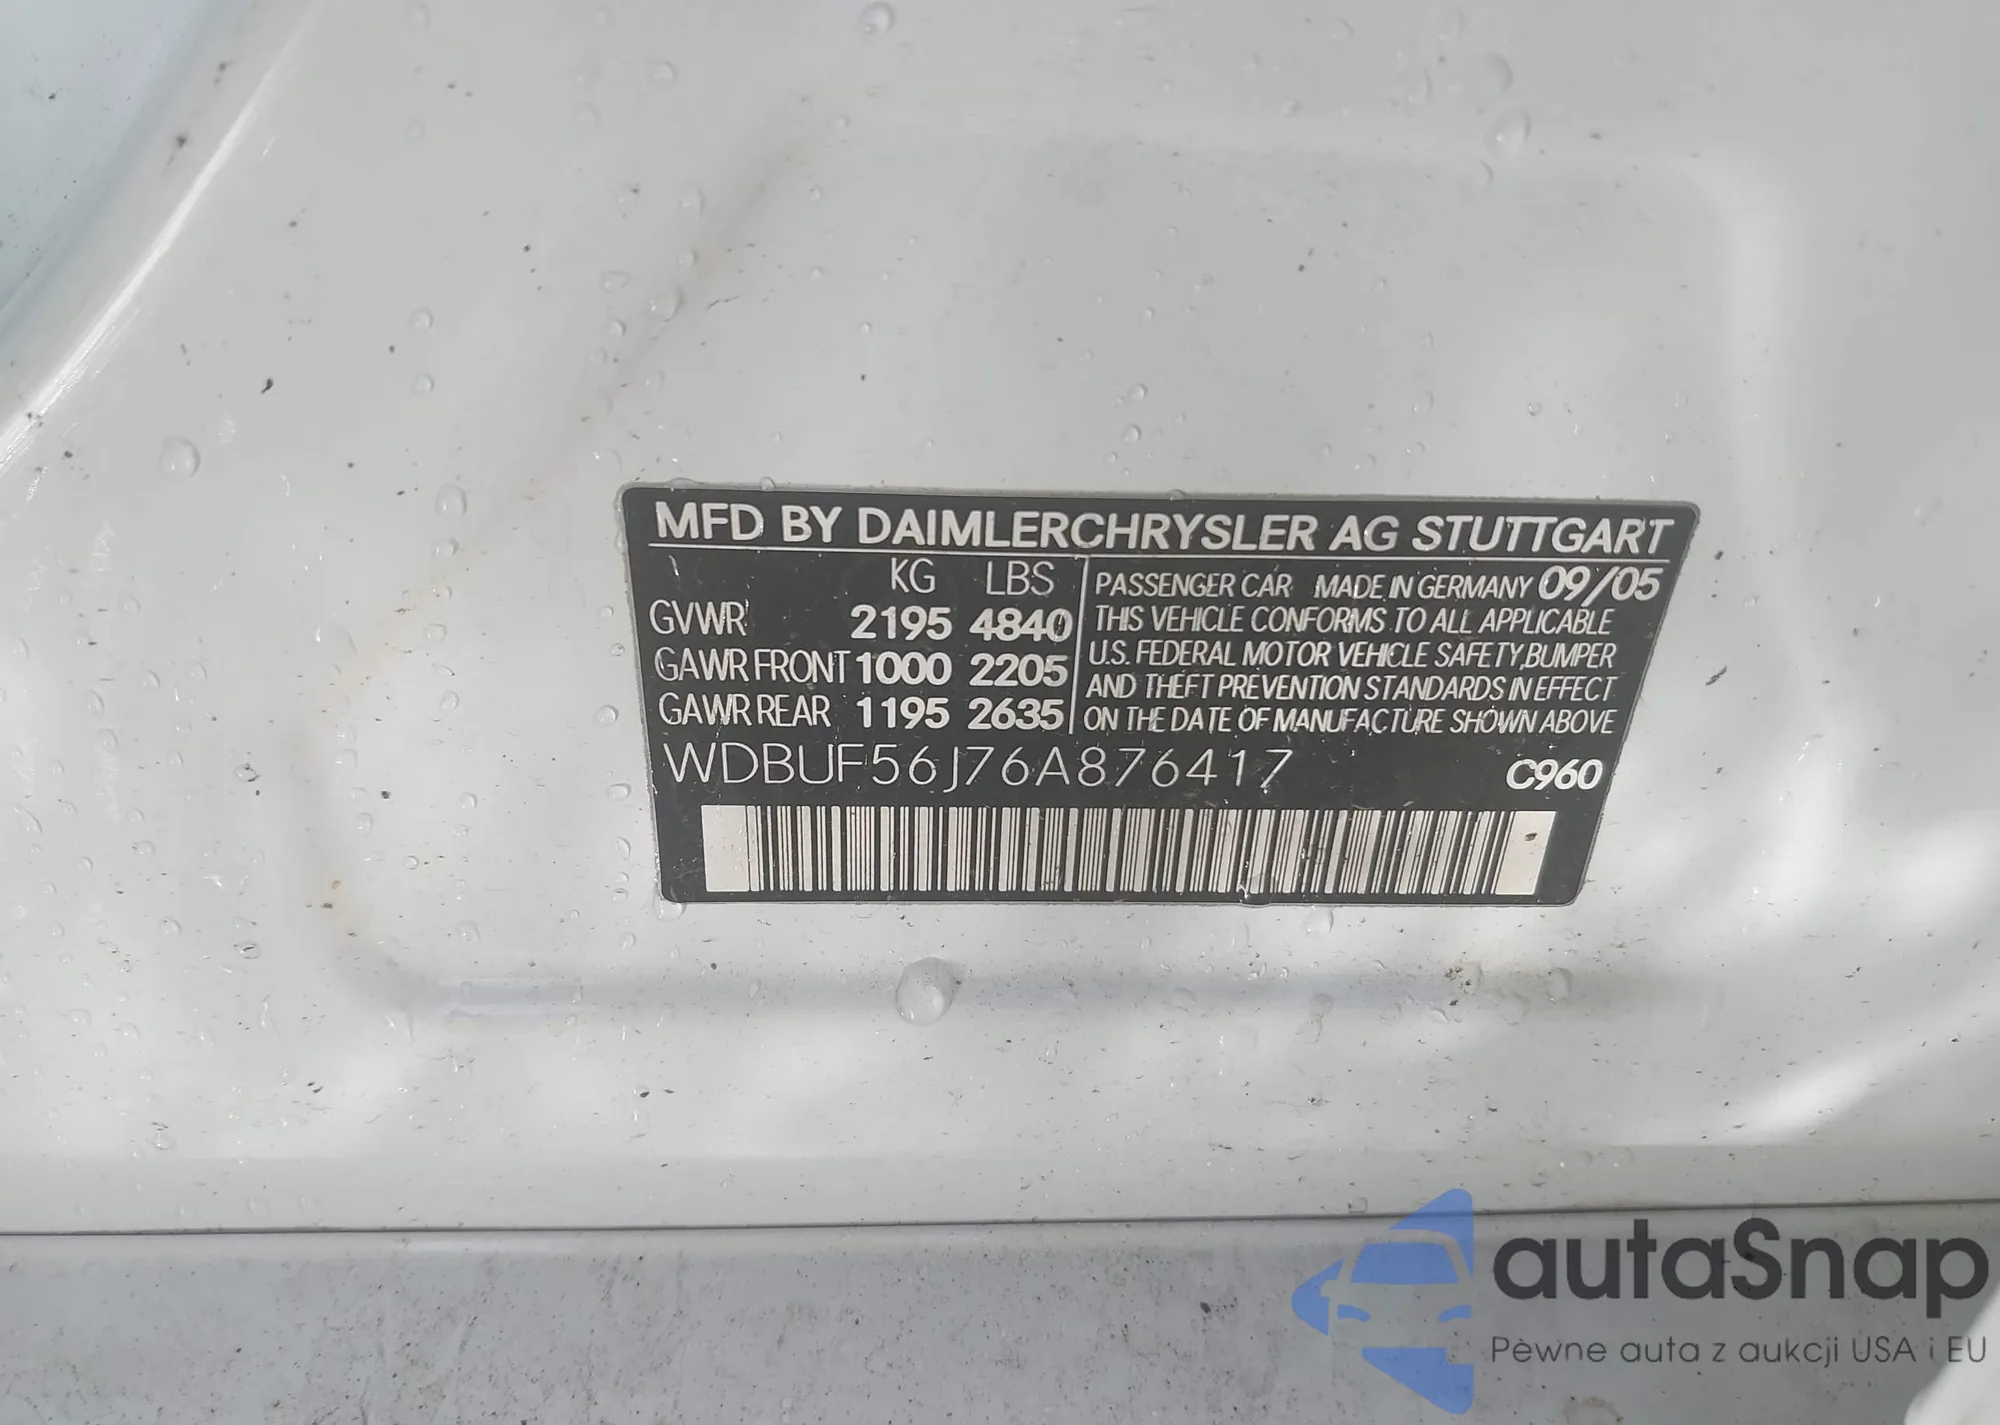 MFD BY DAIMLERCHRYSLER AG STUTTGART
KG LBS
GVWR 2195 4840
GAWR FRONT 1000 2205
GAWR REAR 1195 2635
PASSENGER CAR MADE IN GERMANY 09/05
THIS VEHICLE CONFORMS TO ALL APPLICABLE
U.S. FEDERAL MOTOR VEHICLE SAFETY,BUMPER
AND THEFT PREVENTION STANDARDS IN EFFECT
ON THE DATE OF MANUFACTURE SHOWN ABOVE
WDBUF56J76A876417 C960
autaSnap
Pewne auta z aukcji USA i EU